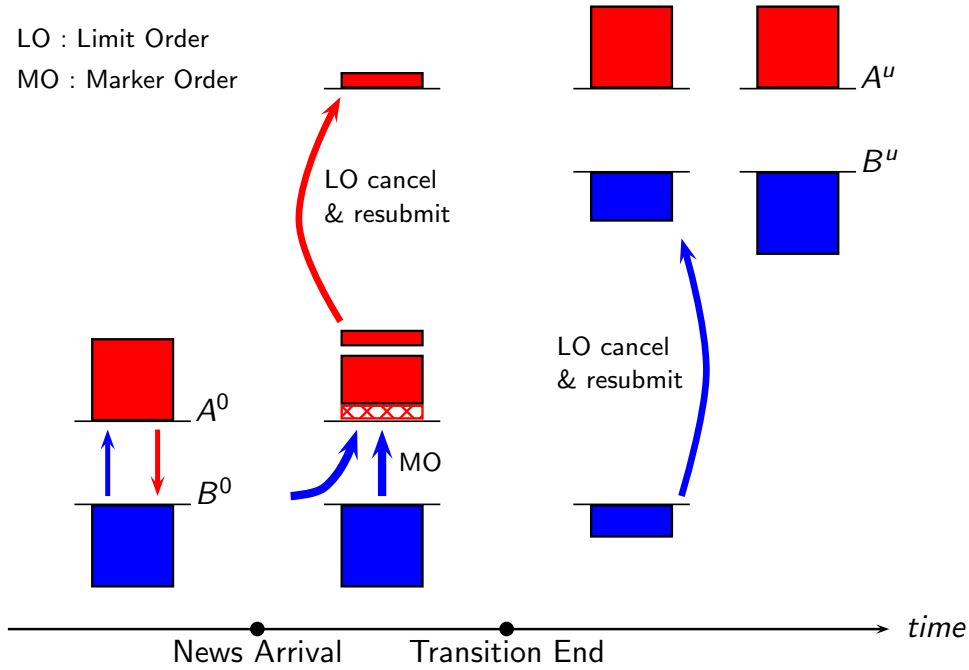 LO : Limit Order
MO : Marker Order
A^u
B^u
LO cancel
& resubmit
LO cancel
& resubmit
A^0
MO
B^0
time
News Arrival
Transition End